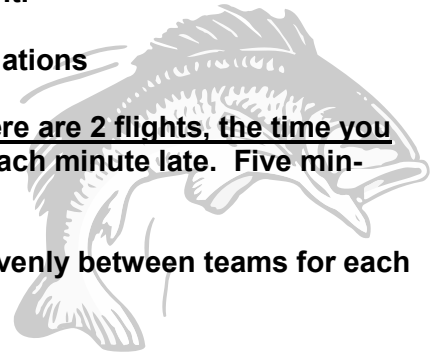 ations
ere are 2 flights, the time you
ach minute late.  Five min-
venly between teams for each